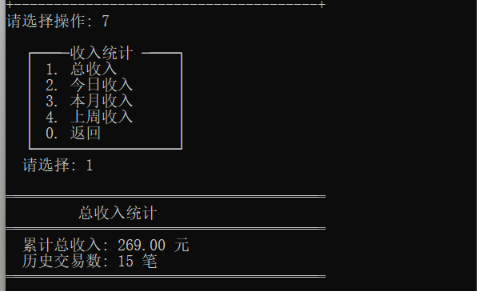 请选择操作: 7
收入统计
1. 总收入
2. 今日收入
3. 本月收入
4. 上周收入
0. 返回
请选择: 1
总收入统计
累计总收入: 269.00 元
历史交易数: 15 笔